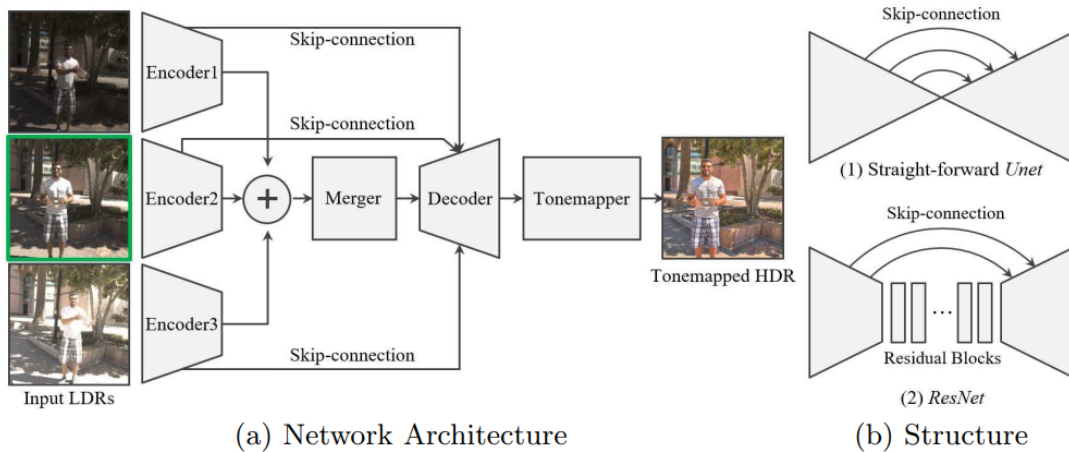 Skip-connection
Encoder1
Skip-connection
Encoder2
+
Merger
Decoder
Tonemapper
Tonemapped HDR
Encoder3
Skip-connection
Input LDRs
(a) Network Architecture
Skip-connection
(1) Straight-forward Unet
Skip-connection
...
Residual Blocks
(2) ResNet
(b) Structure